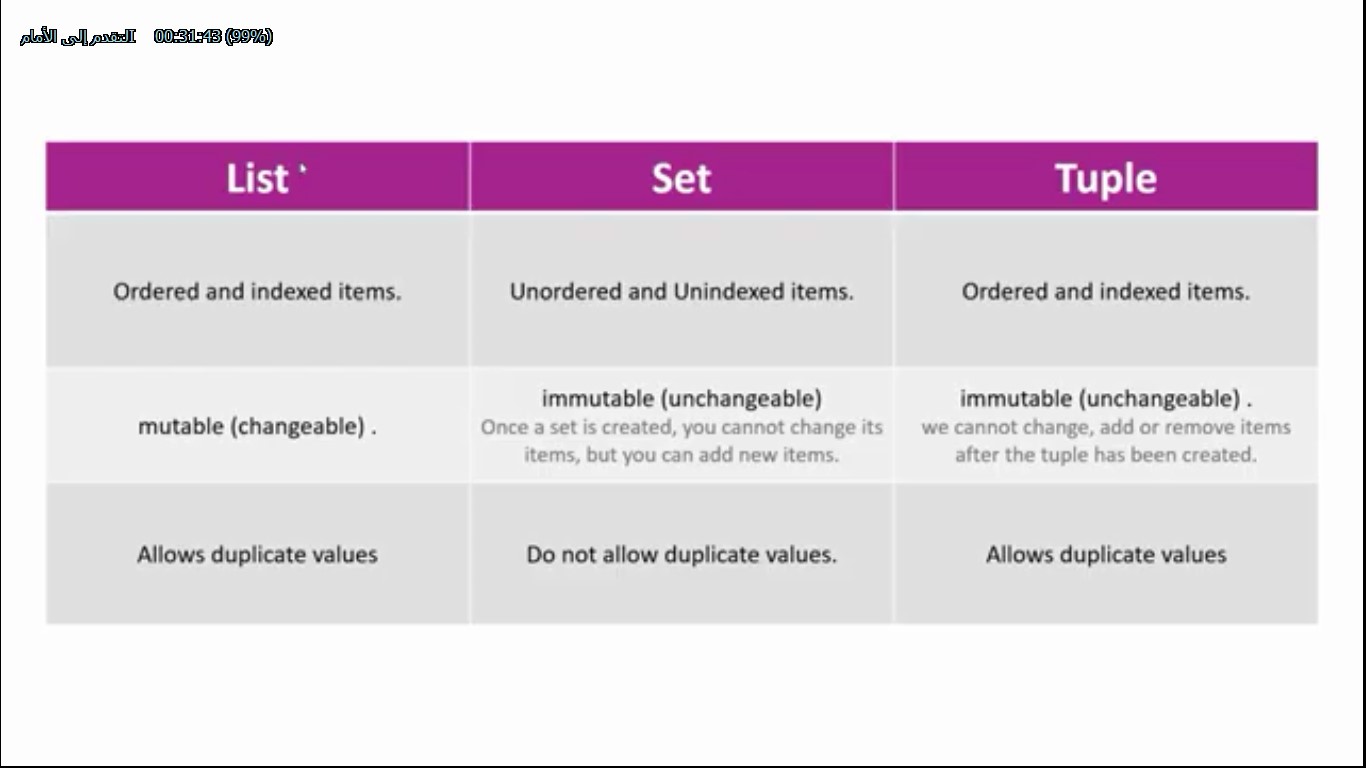 التقدم إلى الأمام 00:31:43 (99%)
List Set Tuple
Ordered and indexed items. Unordered and Unindexed items. Ordered and indexed items.
mutable (changeable) .
immutable (unchangeable)
Once a set is created, you cannot change its
items, but you can add new items.
immutable (unchangeable) .
we cannot change, add or remove items
after the tuple has been created.
Allows duplicate values Do not allow duplicate values. Allows duplicate values